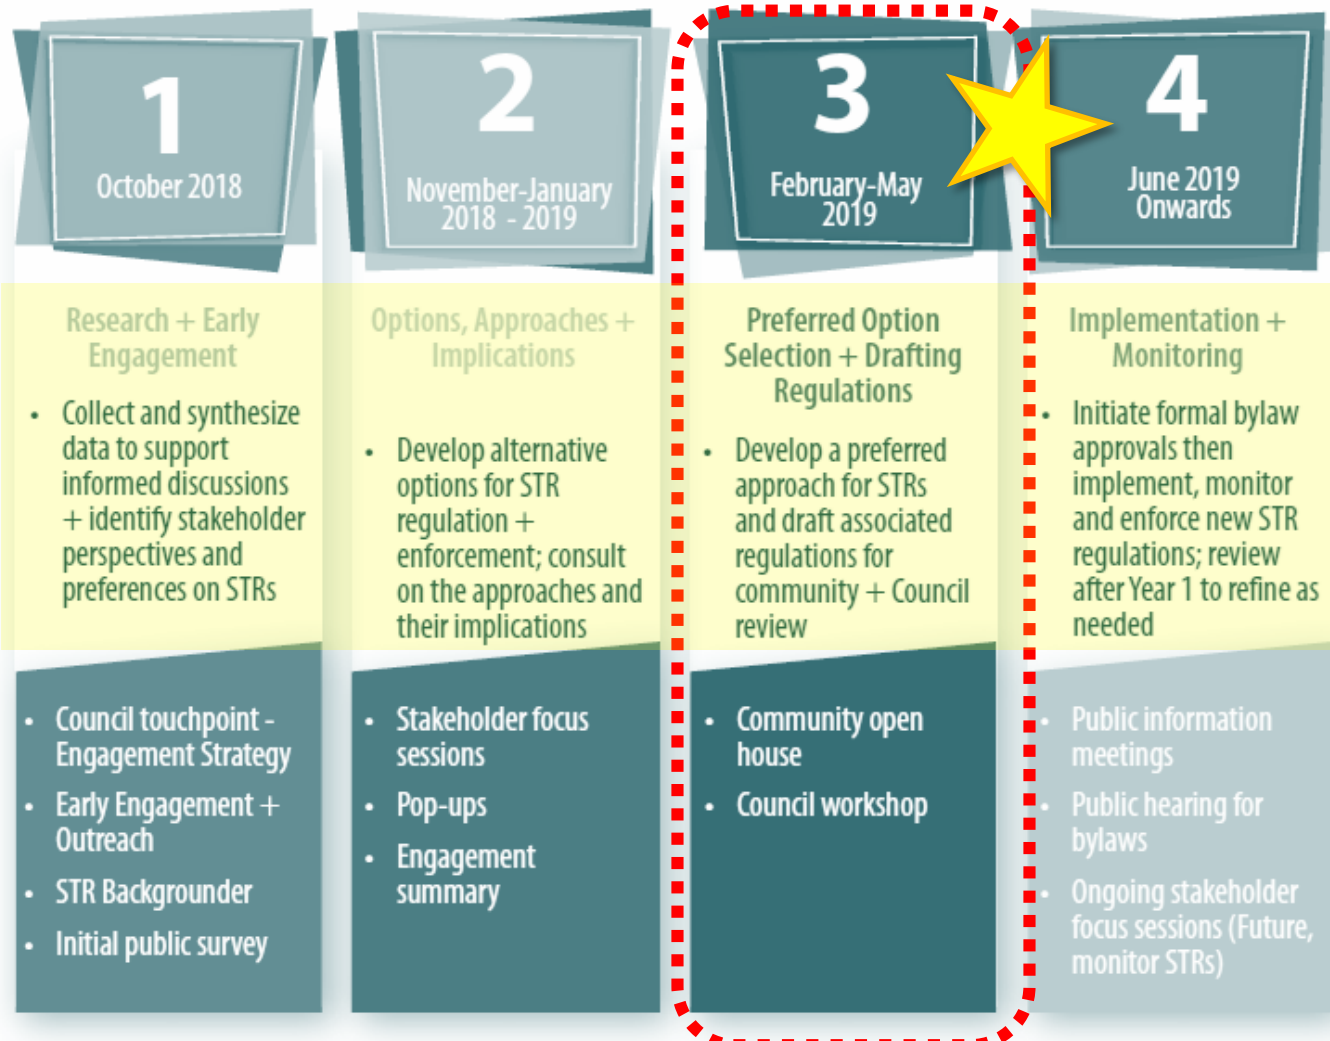 1
October 2018
Research + Early
Engagement
• Collect and synthesize
data to support
informed discussions
+ identify stakeholder
perspectives and
preferences on STRs
• Council touchpoint -
Engagement Strategy
• Early Engagement +
Outreach
• STR Backgrounder
• Initial public survey
2
November-January
2018 - 2019
Options, Approaches +
Implications
• Develop alternative
options for STR
regulation +
enforcement; consult
on the approaches and
their implications
• Stakeholder focus
sessions
• Pop-ups
• Engagement
summary
3
February-May
2019
Preferred Option
Selection + Drafting
Regulations
• Develop a preferred
approach for STRs
and draft associated
regulations for
community + Council
review
• Community open
house
• Council workshop
4
June 2019
Onwards
Implementation +
Monitoring
• Initiate formal bylaw
approvals then
implement, monitor
and enforce new STR
regulations; review
after Year 1 to refine as
needed
• Public information
meetings
• Public hearing for
bylaws
• Ongoing stakeholder
focus sessions (Future,
monitor STRs)